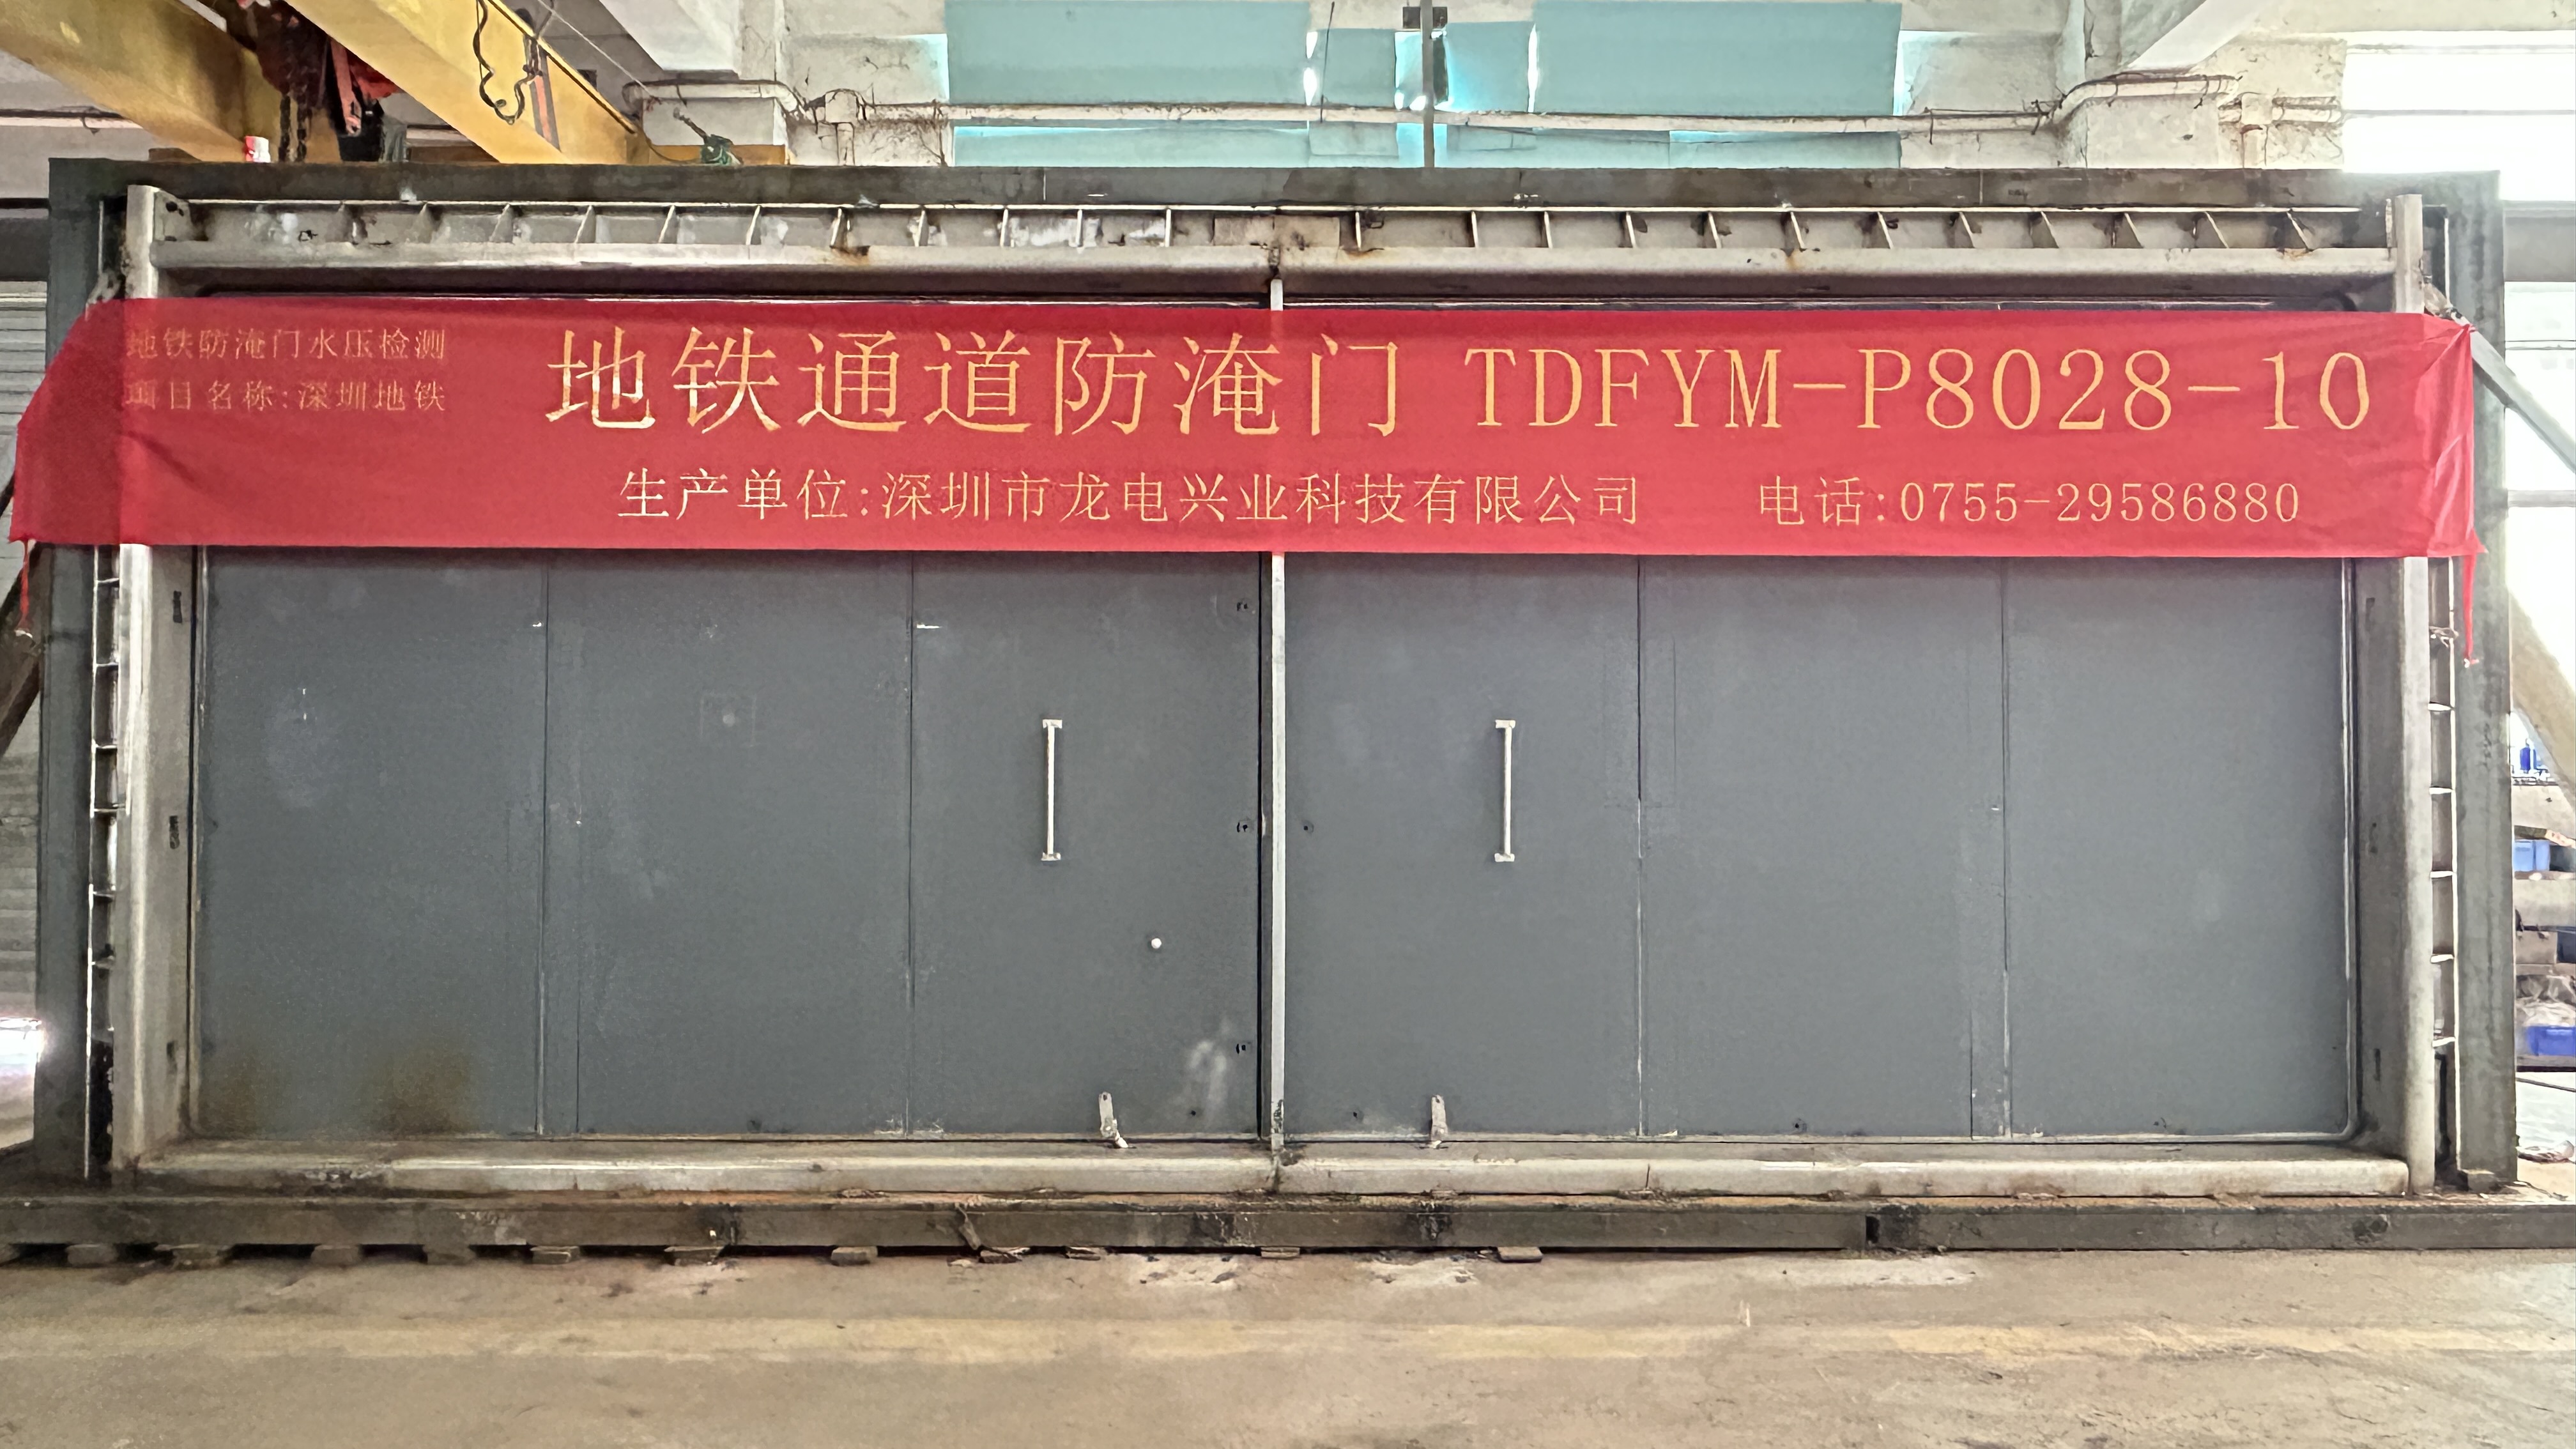 地铁防淹门水压检测
项目名称:深圳地铁
地铁通道防淹门 TDFYM-P8028-10
生产单位:深圳市龙电兴业科技有限公司 电话:0755-29586880